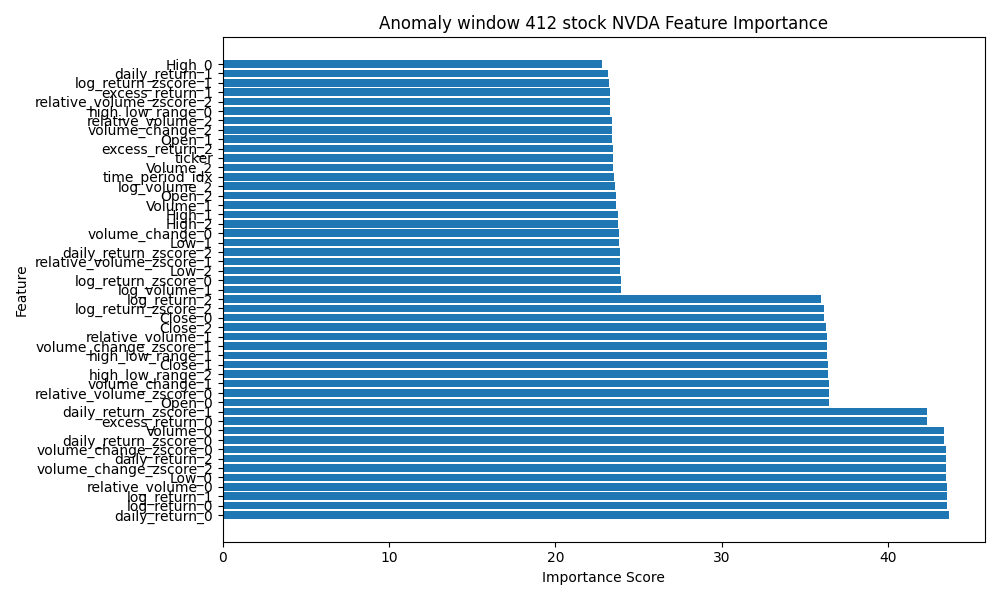 Anomaly window 412 stock NVDA Feature Importance
High_0
daily_return_1
log_return_zscore_1
excess_return_1
relative_volume_zscore_2
high_low_range_0
relative_volume_2
volume_change_2
Open_1
excess_return_2
ticker
Volume_2
time_period_idx
log_volume_2
Open_2
Volume_1
High_1
High_2
volume_change_0
Low_1
daily_return_zscore_2
relative_volume_zscore_1
Low_2
log_return_zscore_0
log_volume_1
log_return_2
log_return_zscore_2
Close_0
Close_2
relative_volume_1
volume_change_zscore_1
high_low_range_1
Close_1
high_low_range_2
volume_change_1
relative_volume_zscore_0
Open_0
daily_return_zscore_1
excess_return_0
Volume_0
daily_return_zscore_0
volume_change_zscore_0
daily_return_2
volume_change_zscore_2
Low_0
relative_volume_0
log_return_1
log_return_0
daily_return_0
Feature
0 10 20 30 40
Importance Score